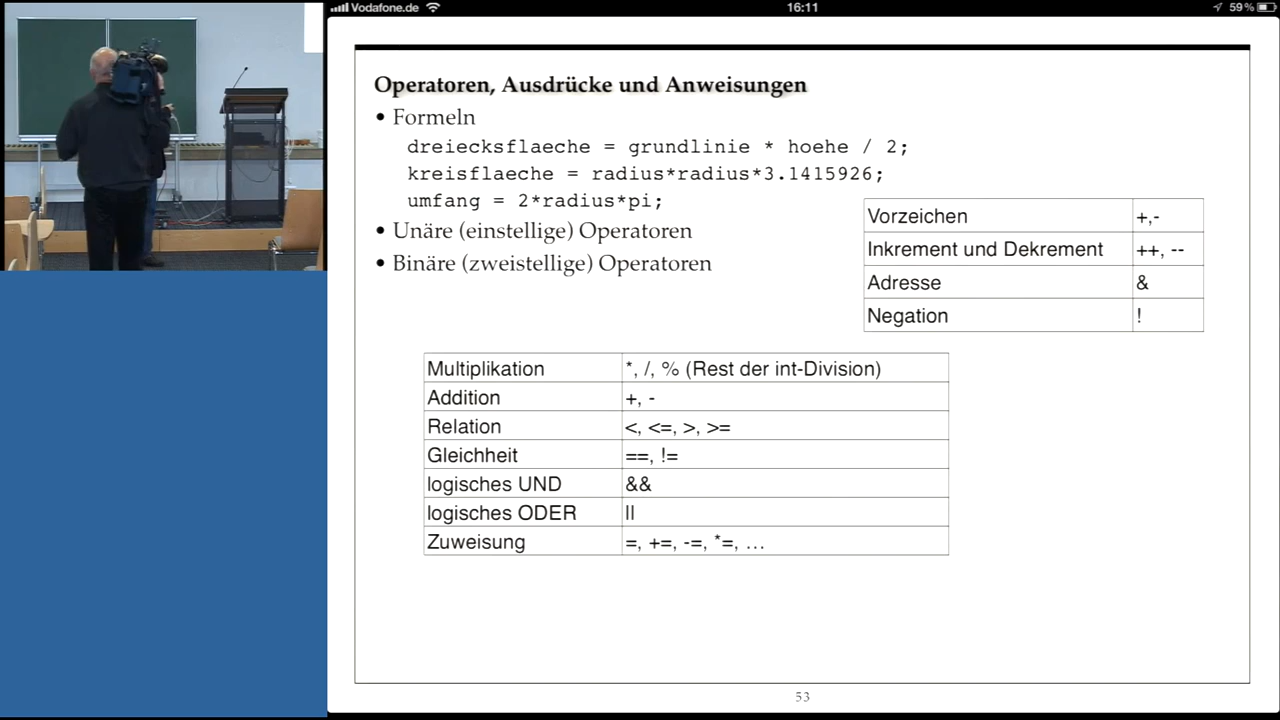 Vodafone.de 16:11 59 %
Operatoren, Ausdrücke und Anweisungen
• Formeln
dreiecksflaeche = grundlinie * hoehe / 2;
kreisflaeche = radius*radius*3.1415926;
umfang = 2*radius*pi;
• Unäre (einstellige) Operatoren
• Binäre (zweistellige) Operatoren
Vorzeichen +,-
Inkrement und Dekrement ++, --
Adresse &
Negation !
Multiplikation *, /, % (Rest der int-Division)
Addition +, -
Relation <, <=, >, >=
Gleichheit ==, !=
logisches UND &&
logisches ODER ||
Zuweisung =, +=, -=, *=, …
53